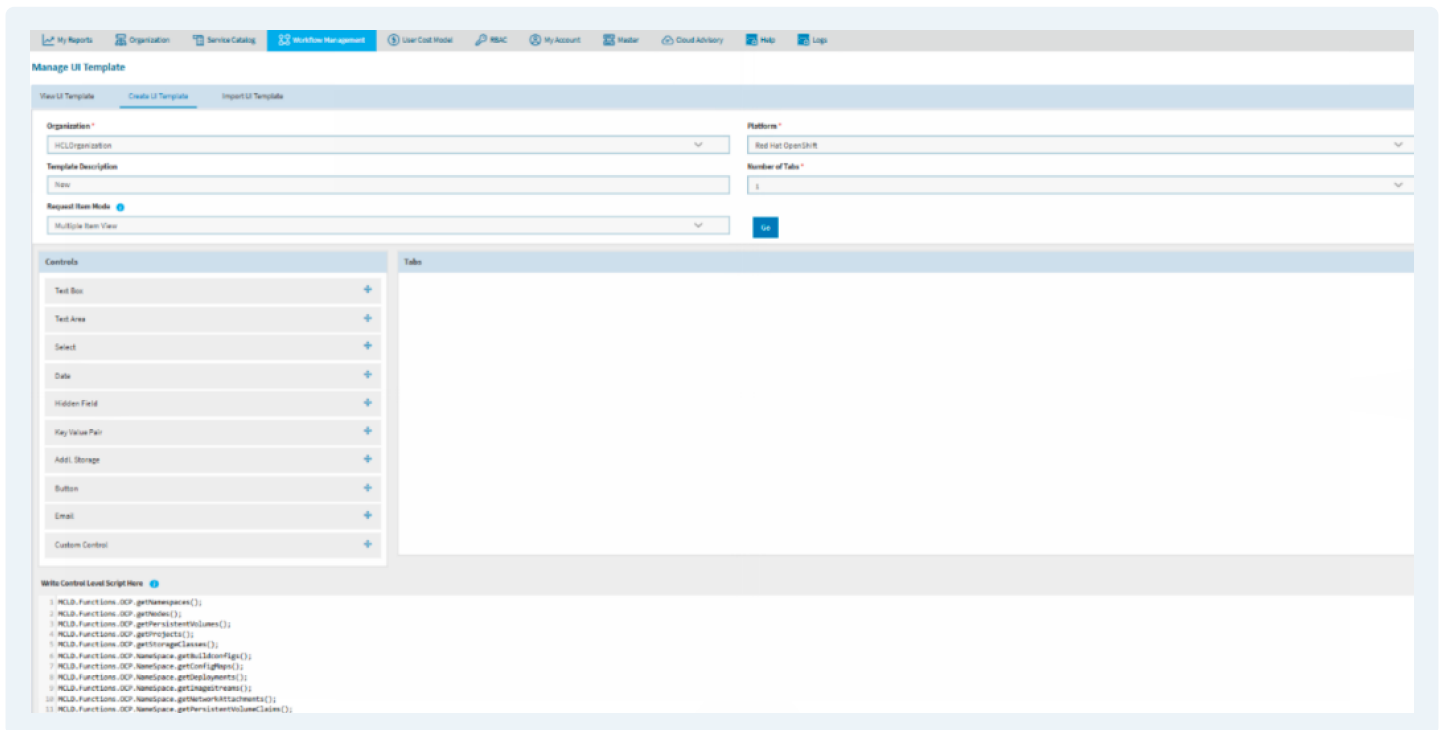 My Reports Organization Service Catalog Workflow Management User Cost Model RBAC My Account Master Cloud Advisory Help Logs
Manage UI Template
View UI Template Create UI Template Import UI Template
Organization * Platform *
HCLOrganization Red Hat OpenShift
Template Description Number of Tabs *
New 1
Request Item Mode
Multiple Item View Go
Controls Tabs
Text Box
Text Area
Select
Date
Hidden Field
Key Value Pair
Addl. Storage
Button
Email
Custom Control
Write Control Level Script Here
1 MCLD.Functions.OCP.getNamespaces();
2 MCLD.Functions.OCP.getNodes();
3 MCLD.Functions.OCP.getPersistentVolumes();
4 MCLD.Functions.OCP.getProjects();
5 MCLD.Functions.OCP.getStorageClasses();
6 MCLD.Functions.OCP.NameSpace.getBuildconfigs();
7 MCLD.Functions.OCP.NameSpace.getConfigMaps();
8 MCLD.Functions.OCP.NameSpace.getDeployments();
9 MCLD.Functions.OCP.NameSpace.getImageStreams();
10 MCLD.Functions.OCP.NameSpace.getNetworkAttachments();
11 MCLD.Functions.OCP.NameSpace.getPersistentVolumeClaims();